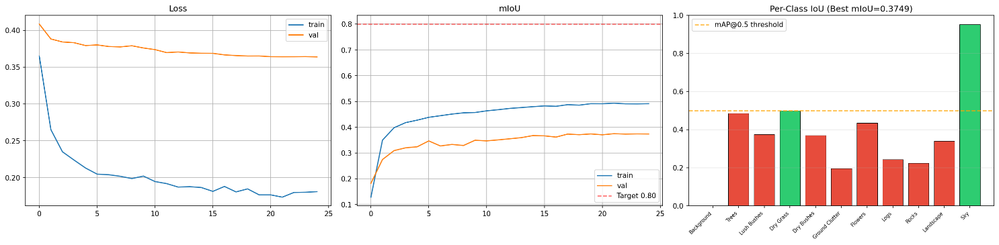 Loss
0.40
0.35
0.30
0.25
0.20
0
5
10
15
20
25
train
val
mIoU
0.8
0.7
0.6
0.5
0.4
0.3
0.2
0.1
0
5
10
15
20
25
train
val
Target 0.80
Per-Class IoU (Best mIoU=0.3749)
1.0
0.8
0.6
0.4
0.2
0.0
mAP@0.5 threshold
Background
Trees
Lush Bushes
Dry Grass
Dry Bushes
Ground Clutter
Flowers
Logs
Rocks
Landscape
Sky